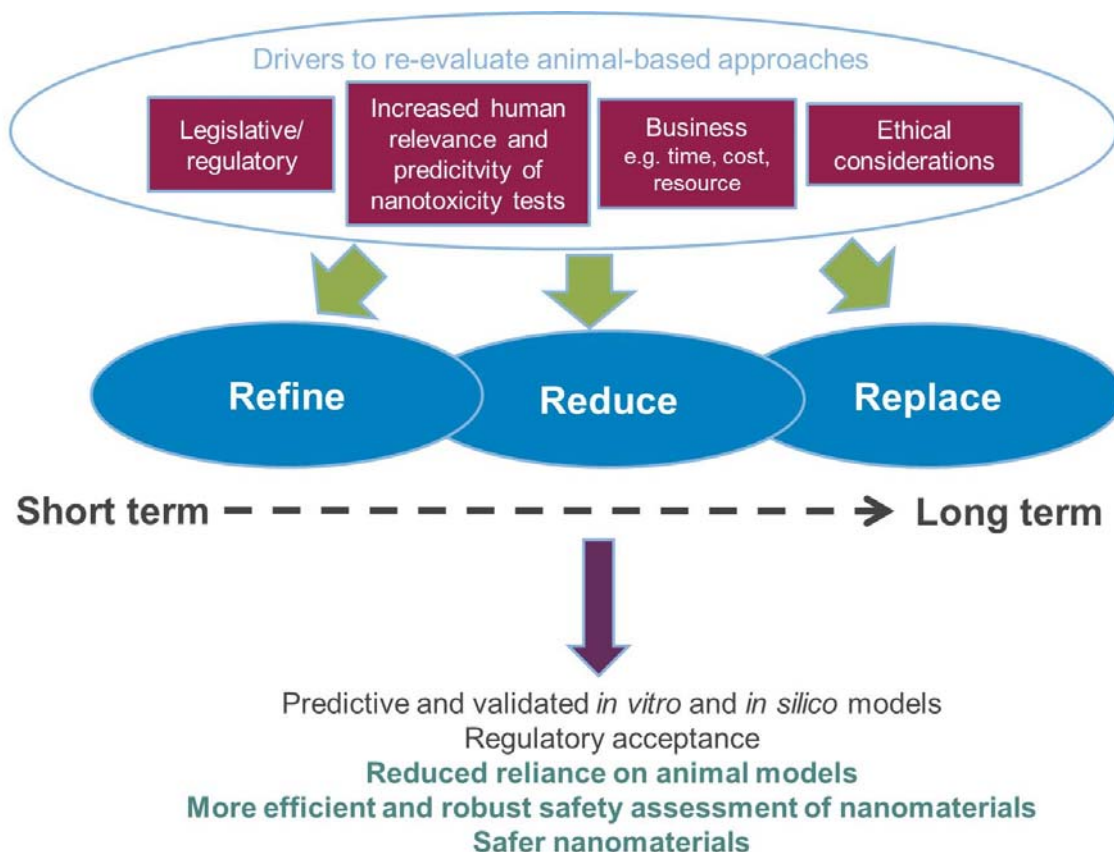 Drivers to re-evaluate animal-based approaches
Legislative/
regulatory
Increased human
relevance and
predicitvity of
nanotoxicity tests
Business
e.g. time, cost,
resource
Ethical
considerations
Refine
Reduce
Replace
Short term
Long term
Predictive and validated in vitro and in silico models
Regulatory acceptance
Reduced reliance on animal models
More efficient and robust safety assessment of nanomaterials
Safer nanomaterials